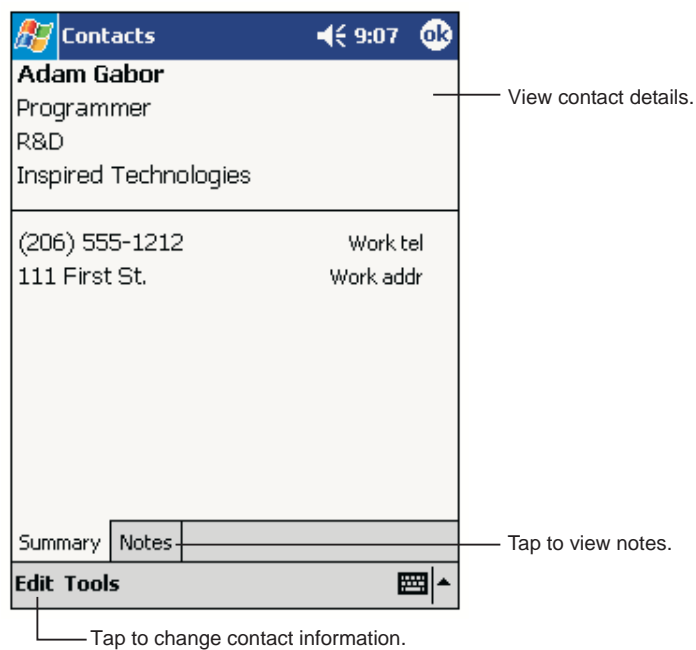 Contacts 9:07 ok
Adam Gabor
Programmer
R&D
Inspired Technologies
View contact details.
(206) 555-1212 Work tel
111 First St. Work addr
Summary Notes
Tap to view notes.
Edit Tools
Tap to change contact information.